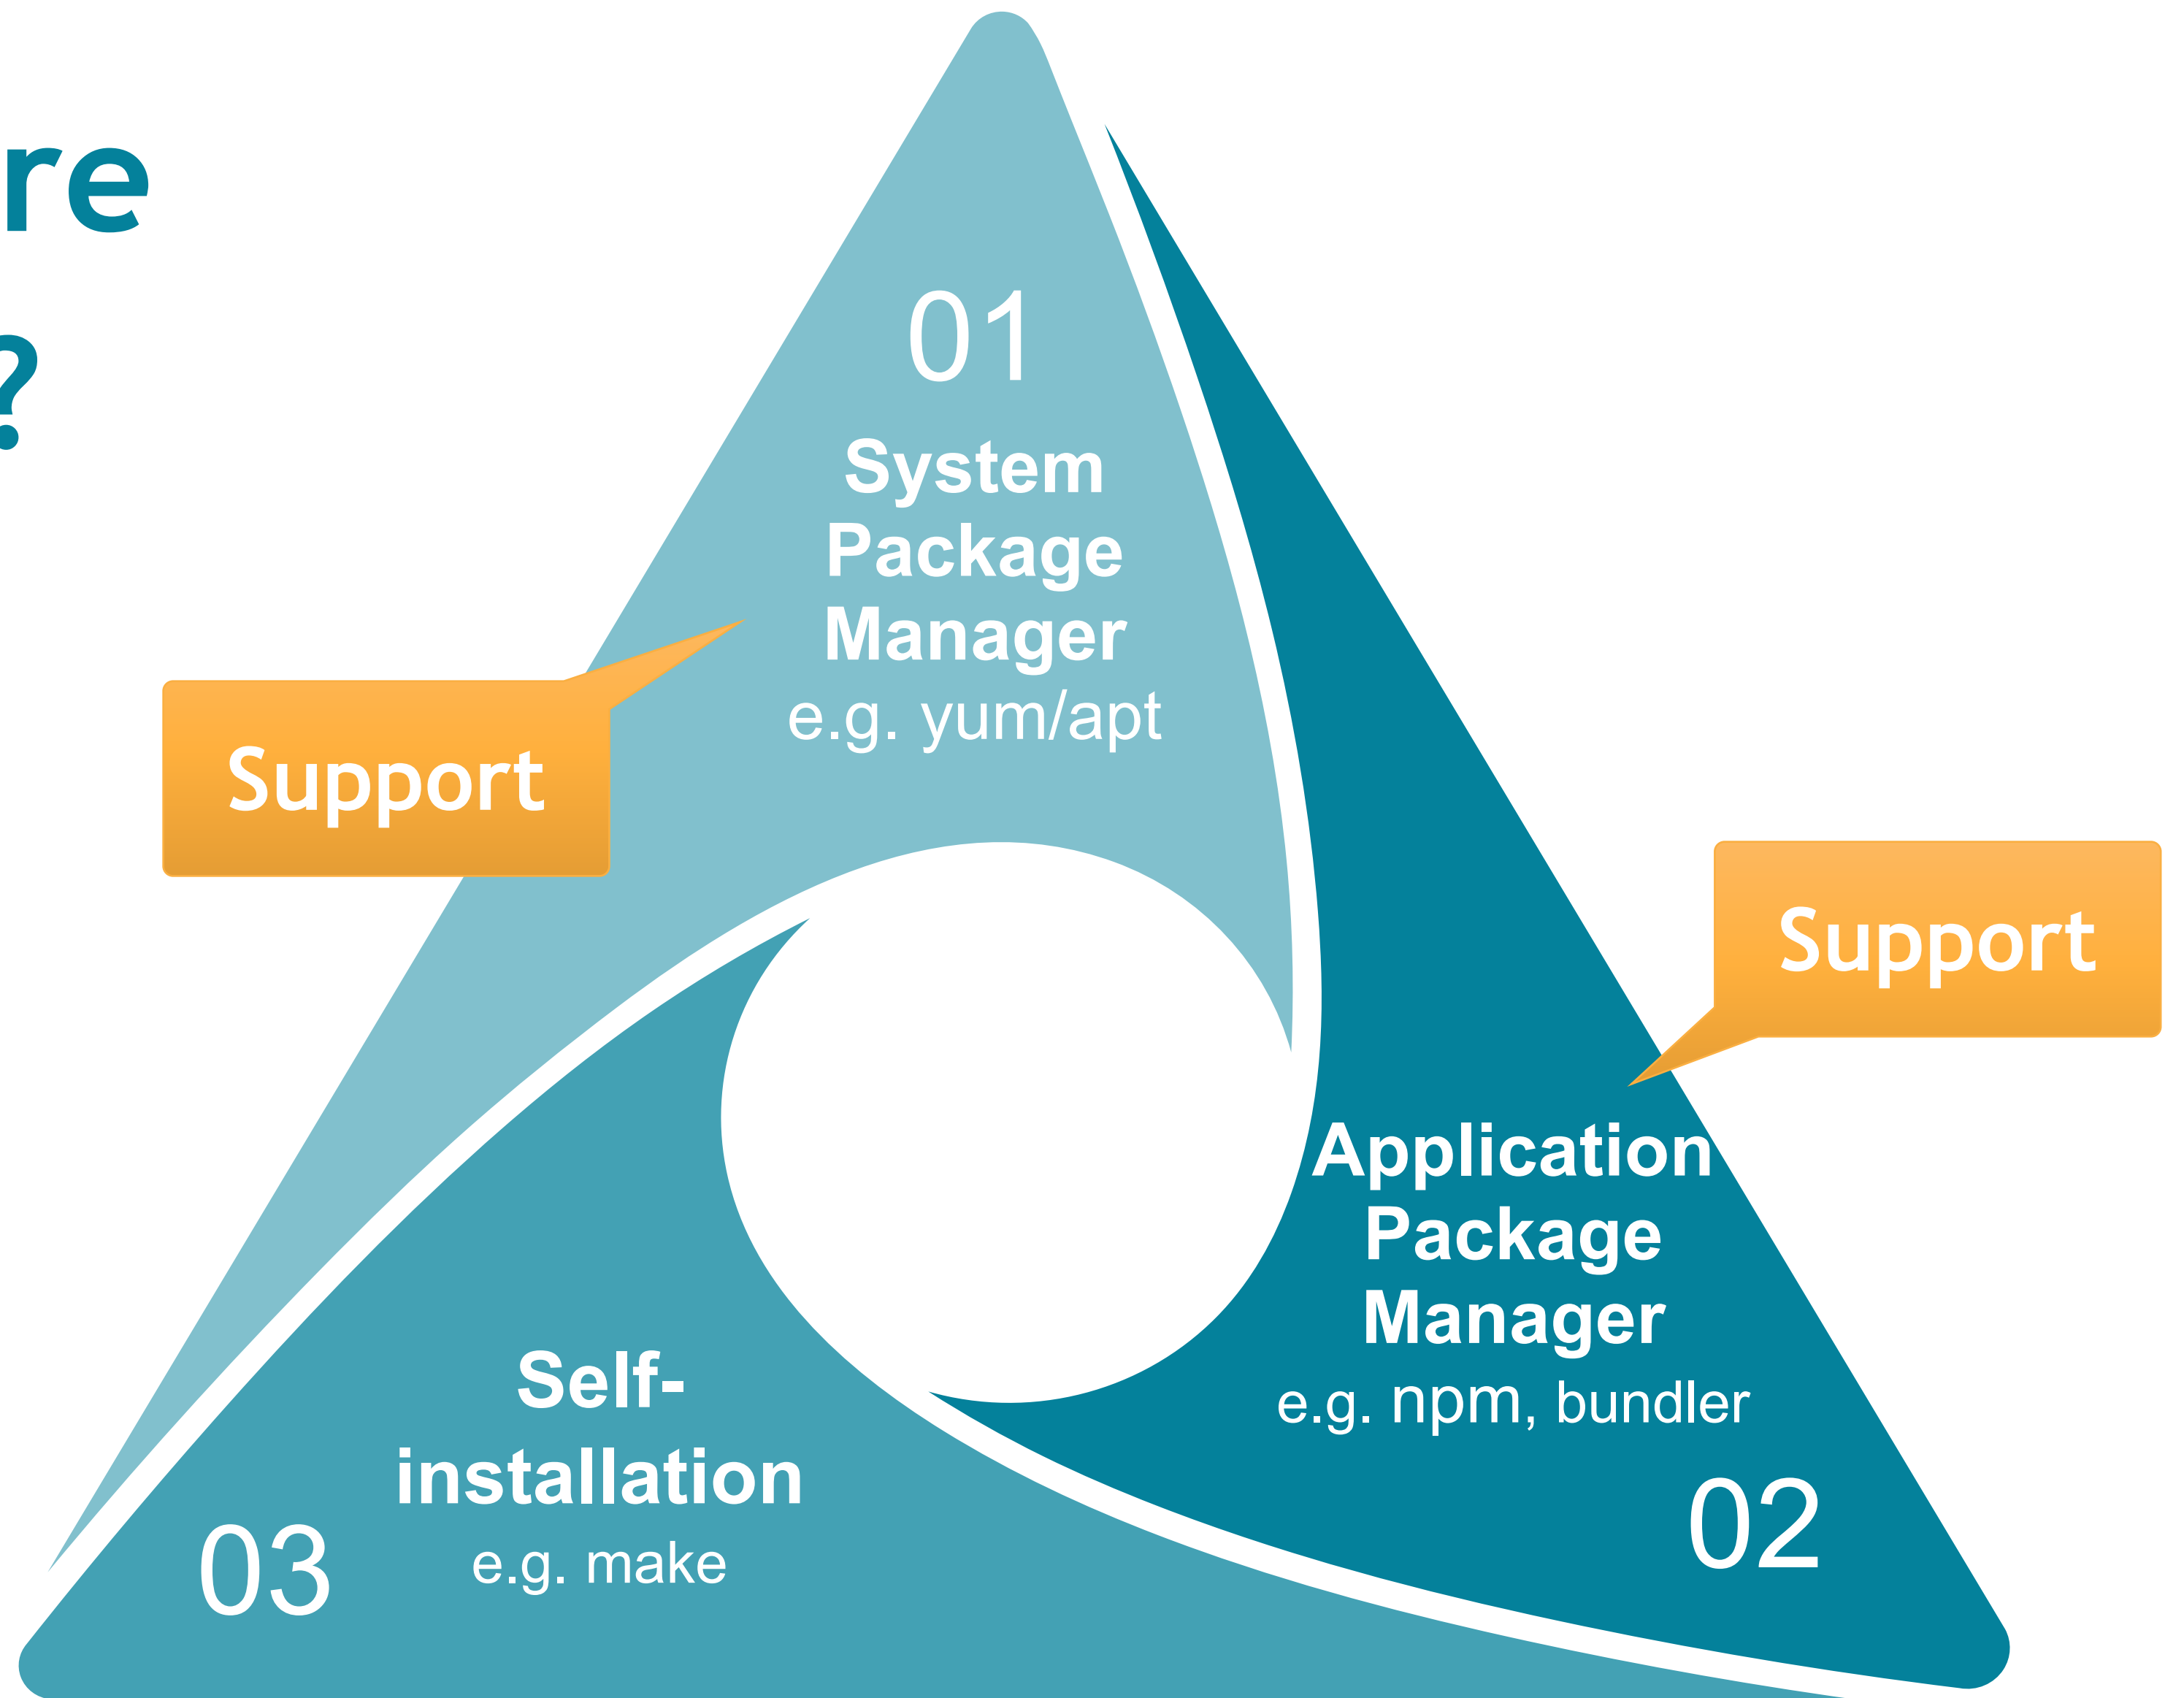 re
?
01
System
Package
Manager
e.g. yum/apt
Support
Support
Application
Package
Manager
e.g. npm, bundler
02
Self-
installation
e.g. make
03